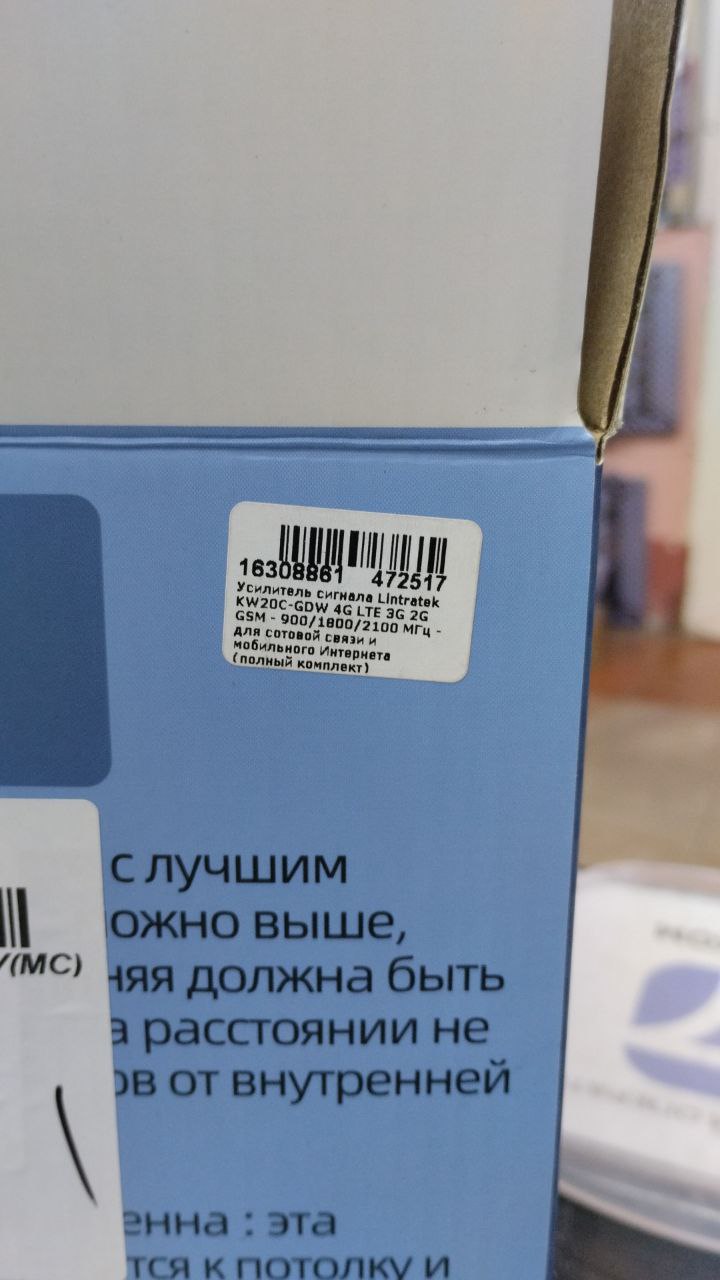 16308861 472517
Усилитель сигнала Lintratek
KW20C-GDW 4G LTE 3G 2G
GSM - 900/1800/2100 МГц -
для сотовой связи и
мобильного Интернета
(полный комплект)
с лучшим
ожно выше,
(MC)
няя должна быть
а расстоянии не
ов от внутренней
енна : эта
тся к потолку и